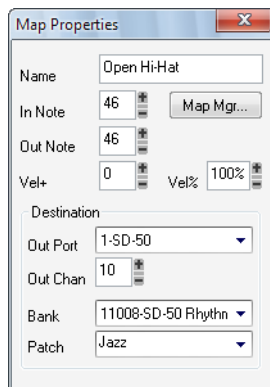 Map Properties
Name Open Hi-Hat
In Note 46 Map Mgr...
Out Note 46
Vel+ 0 Vel% 100%
Destination
Out Port 1-SD-50
Out Chan 10
Bank 11008-SD-50 Rhythn
Patch Jazz